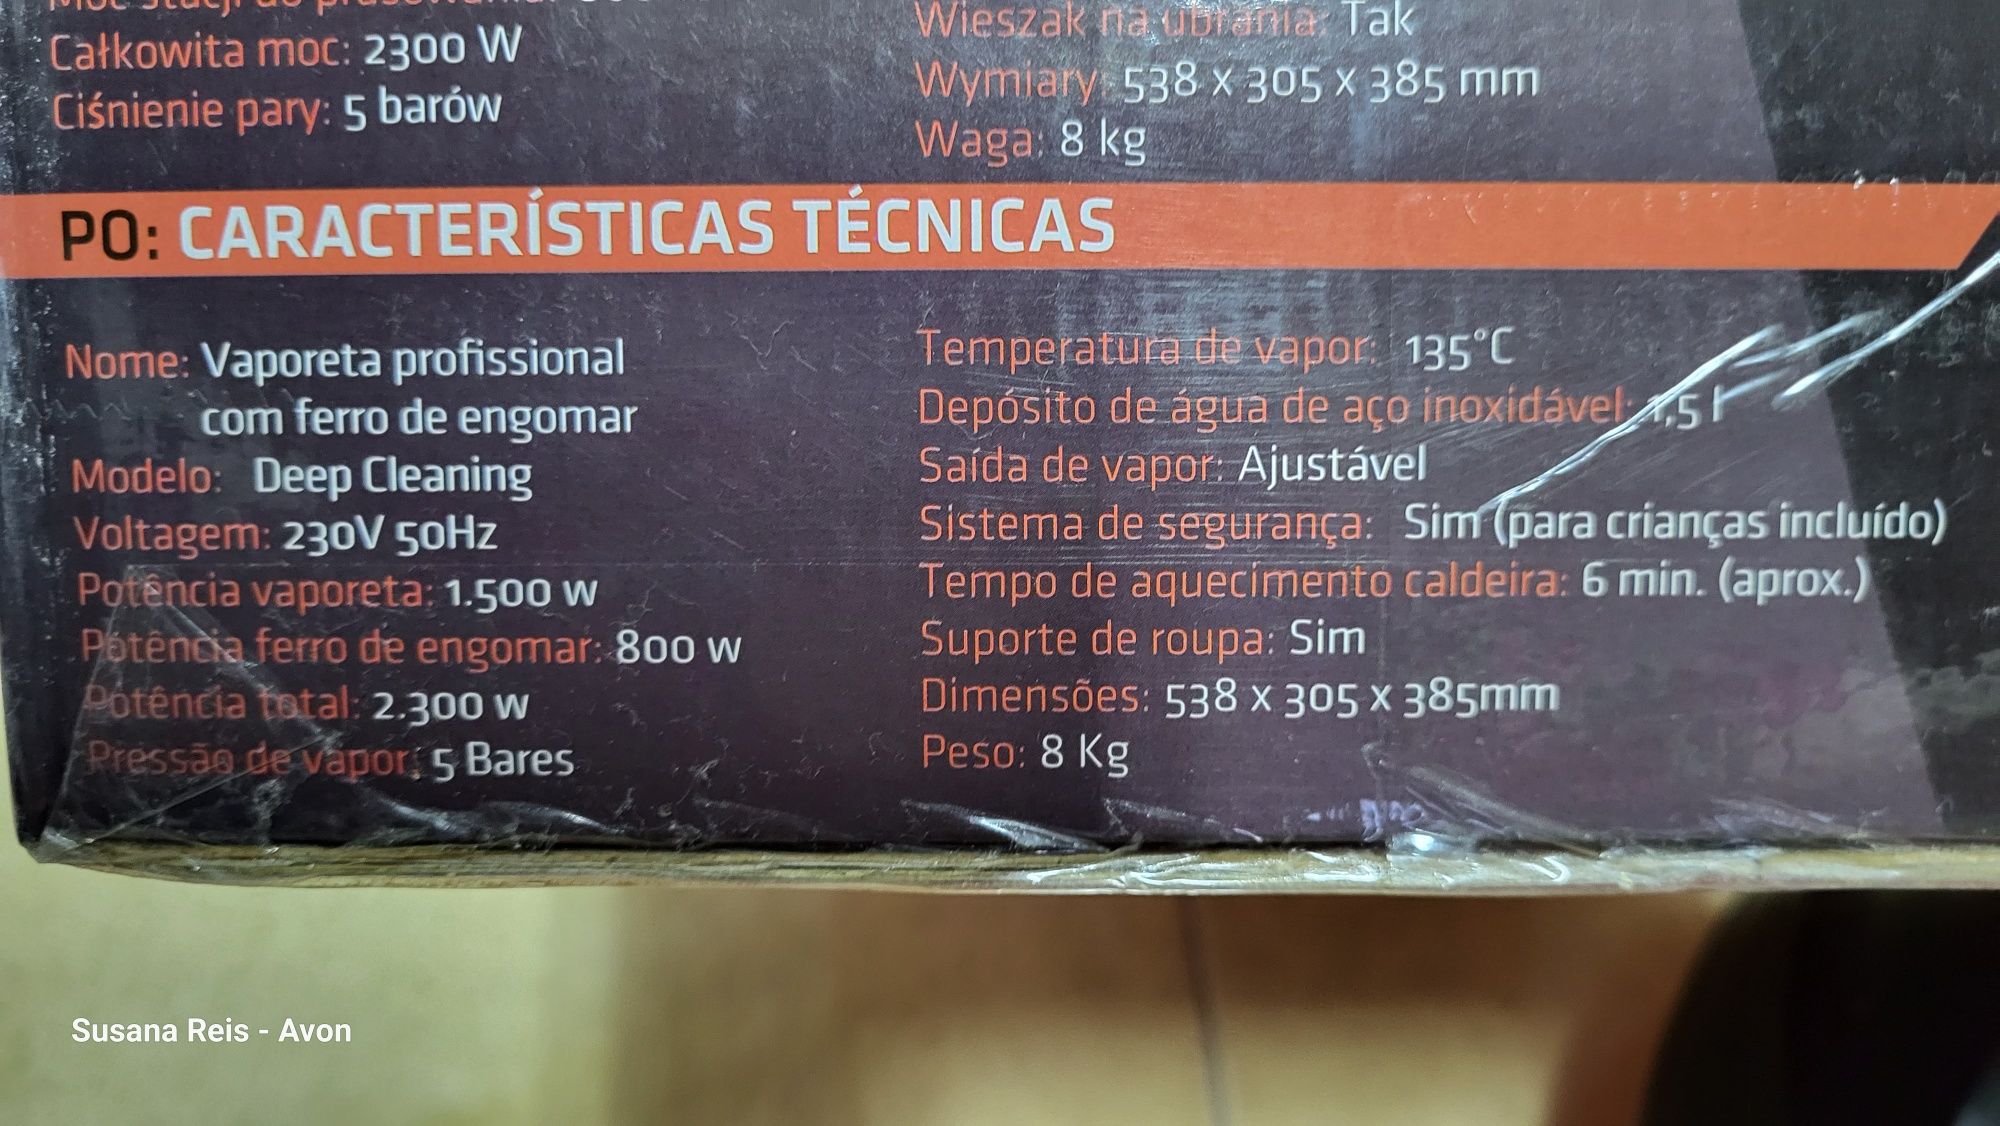 Całkowita moc: 2300 W
Ciśnienie pary: 5 barów
Wieszak na ubrania: Tak
Wymiary: 538 x 305 x 385 mm
Waga: 8 kg
PO: CARACTERÍSTICAS TÉCNICAS
Nome: Vaporeta profissional
com ferro de engomar
Modelo: Deep Cleaning
Voltagem: 230V 50Hz
Potência vaporeta: 1.500 w
Potência ferro de engomar: 800 w
Potência total: 2.300 w
Pressão de vapor: 5 Bares
Temperatura de vapor: 135°C
Depósito de água de aço inoxidável: 1,5 l
Saída de vapor: Ajustável
Sistema de segurança: Sim (para crianças incluído)
Tempo de aquecimento caldeira: 6 min. (aprox.)
Suporte de roupa: Sim
Dimensões: 538 x 305 x 385mm
Peso: 8 Kg
Susana Reis - Avon